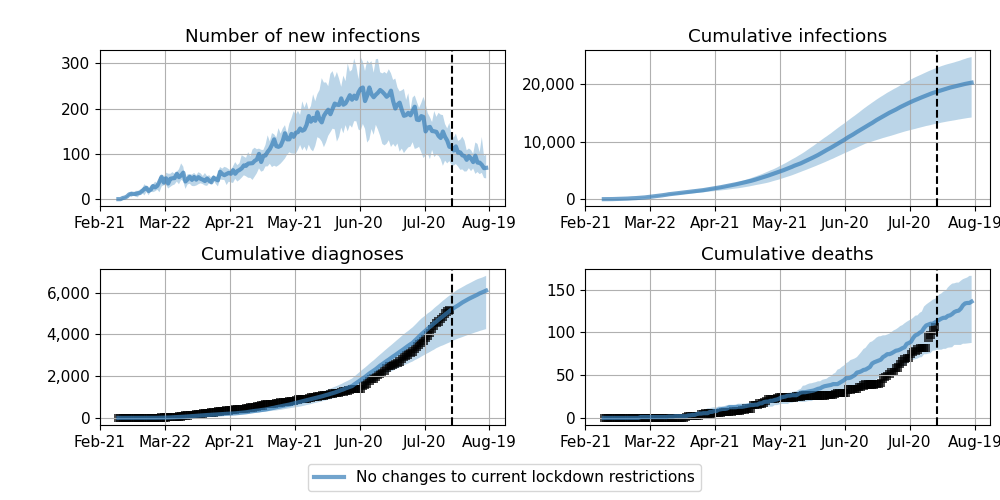 Number of new infections
Cumulative infections
300
200
100
0
20,000
10,000
0
Feb-21 Mar-22 Apr-21 May-21 Jun-20 Jul-20 Aug-19
Feb-21 Mar-22 Apr-21 May-21 Jun-20 Jul-20 Aug-19
Cumulative diagnoses
Cumulative deaths
6,000
4,000
2,000
0
150
100
50
0
Feb-21 Mar-22 Apr-21 May-21 Jun-20 Jul-20 Aug-19
Feb-21 Mar-22 Apr-21 May-21 Jun-20 Jul-20 Aug-19
No changes to current lockdown restrictions